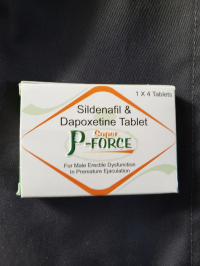 1 X 4 Tablets
Sildenafil &
Dapoxetine Tablet
Super
P-FORCE
For Male Erectile Dysfunction
In Premature Ejaculation